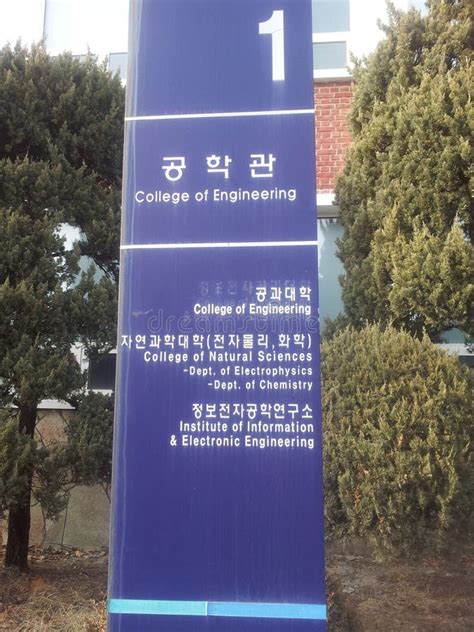 1
공학관
College of Engineering
공과대학
College of Engineering
자연과학대학(전자물리,화학)
College of Natural Sciences
-Dept. of Electrophysics
-Dept. of Chemistry
정보전자공학연구소
Institute of Information
& Electronic Engineering
dreamstime